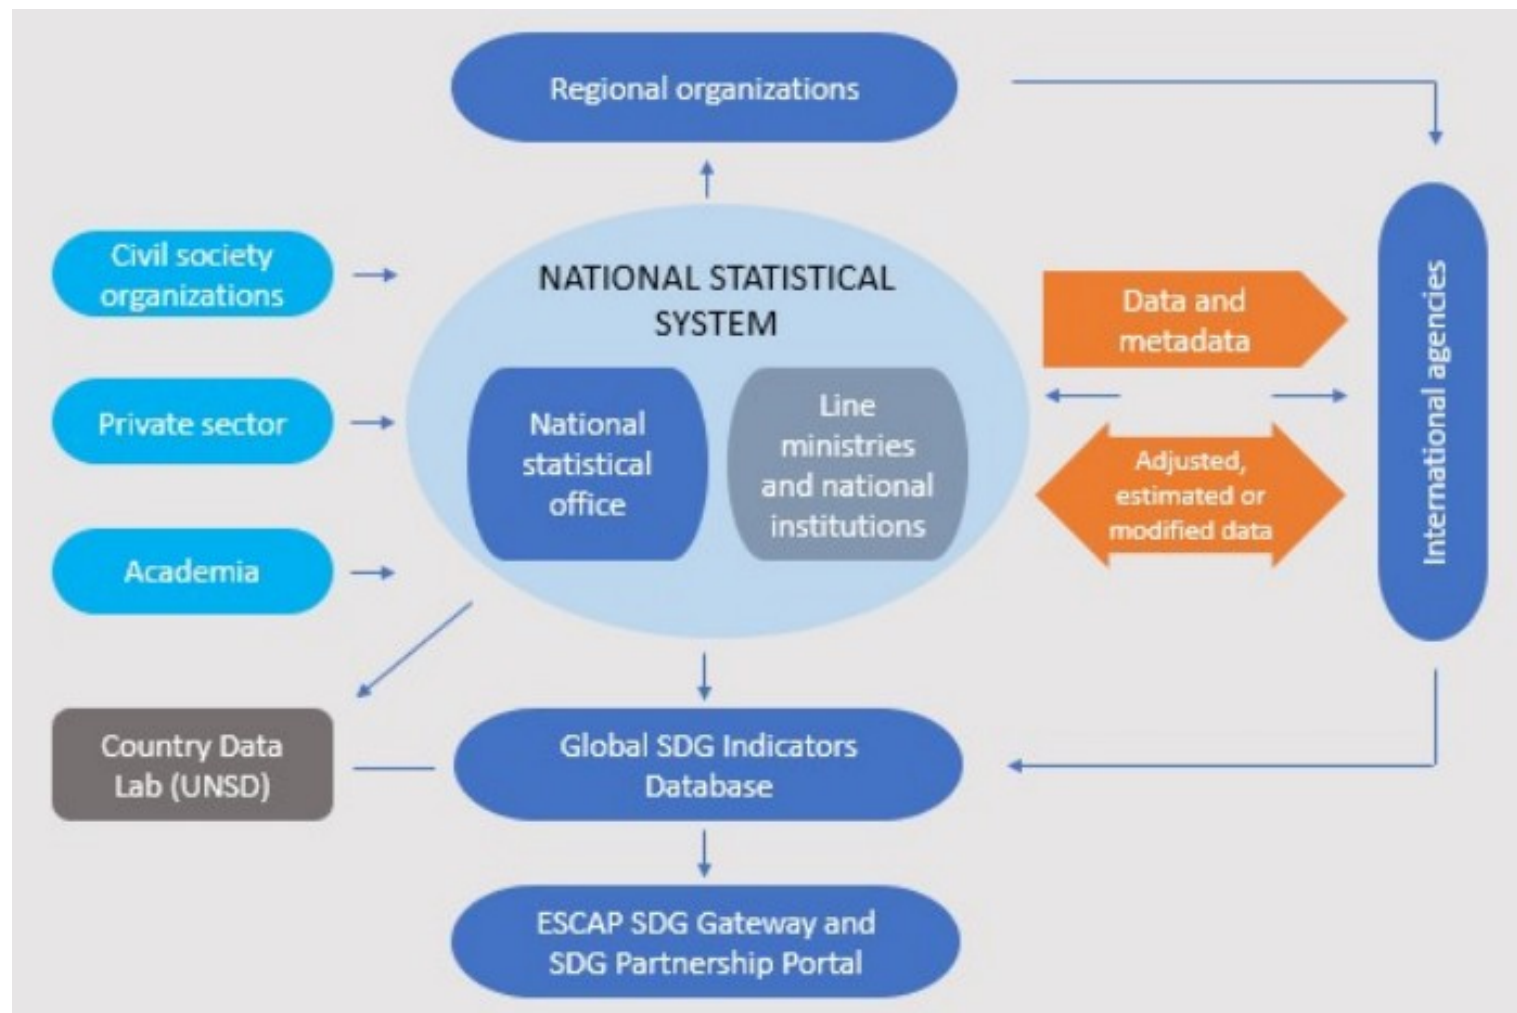 Regional organizations
Civil society
organizations
Private sector
Academia
NATIONAL STATISTICAL
SYSTEM
National
statistical
office
Line
ministries
and national
institutions
Data and
metadata
Adjusted,
estimated or
modified data
International agencies
Country Data
Lab (UNSD)
Global SDG Indicators
Database
ESCAP SDG Gateway and
SDG Partnership Portal